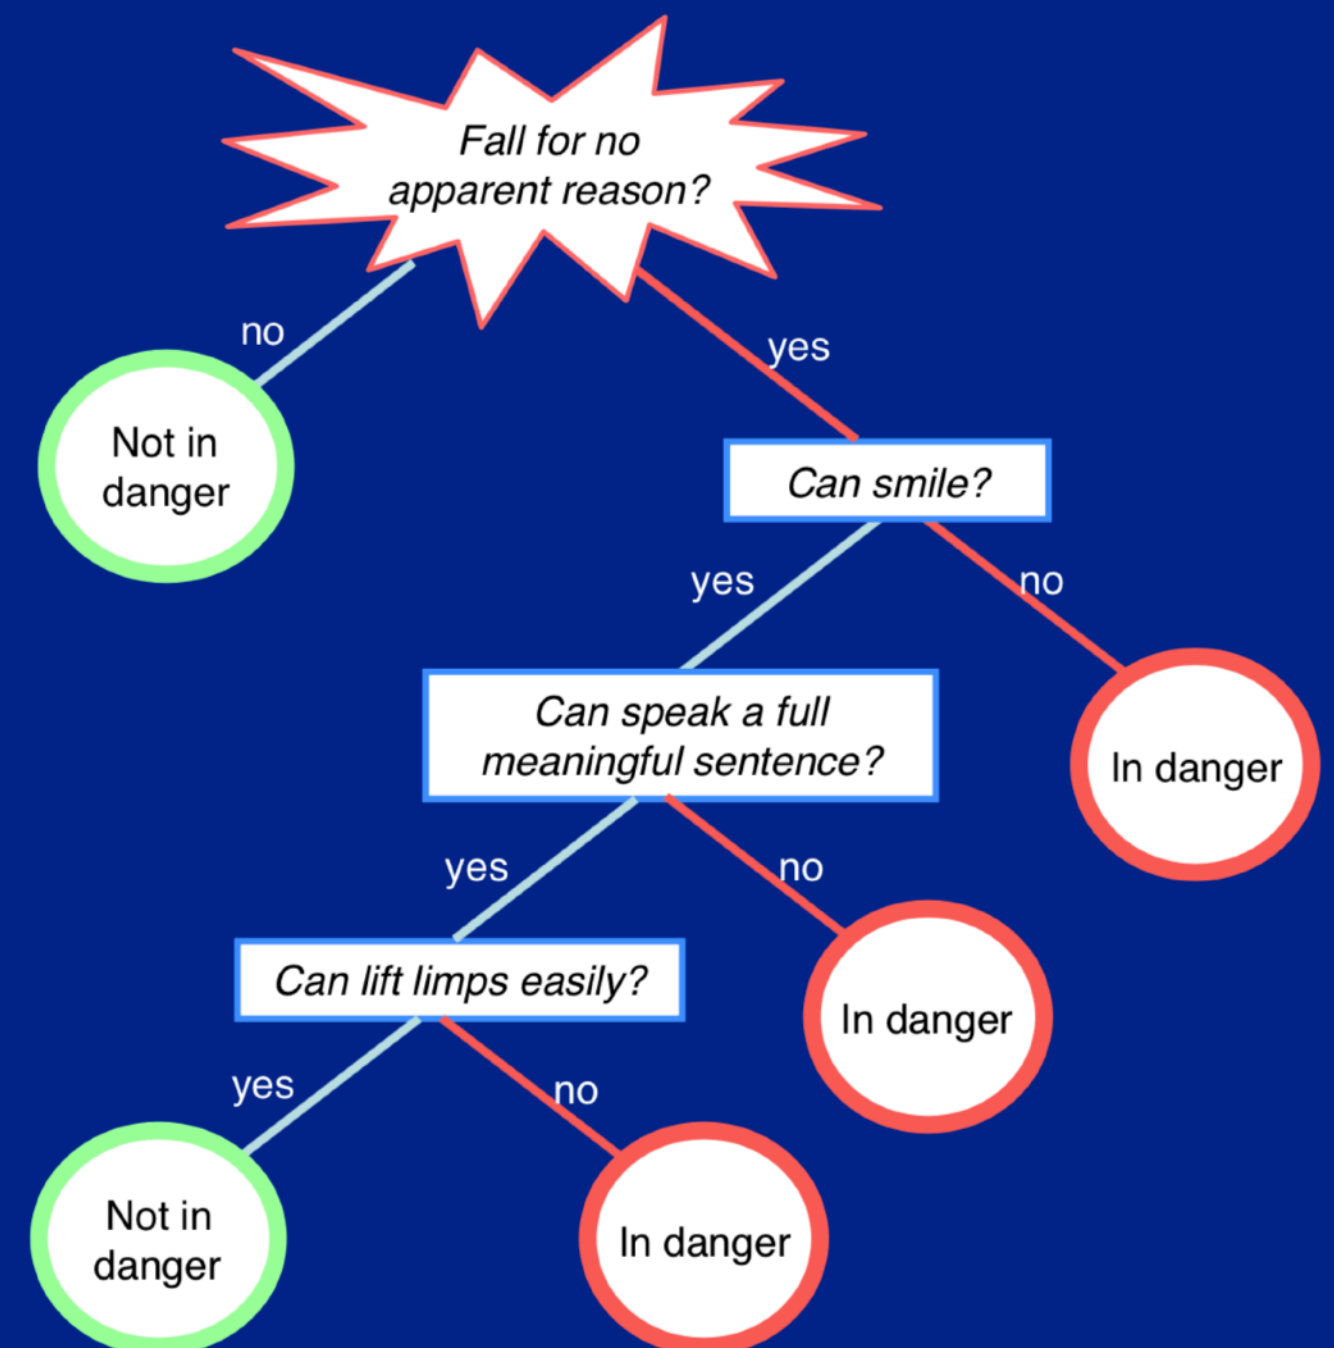 Fall for no
apparent reason?
no
yes
Not in
danger
Can smile?
yes
no
Can speak a full
meaningful sentence?
In danger
yes
no
Can lift limps easily?
In danger
yes
no
Not in
danger
In danger